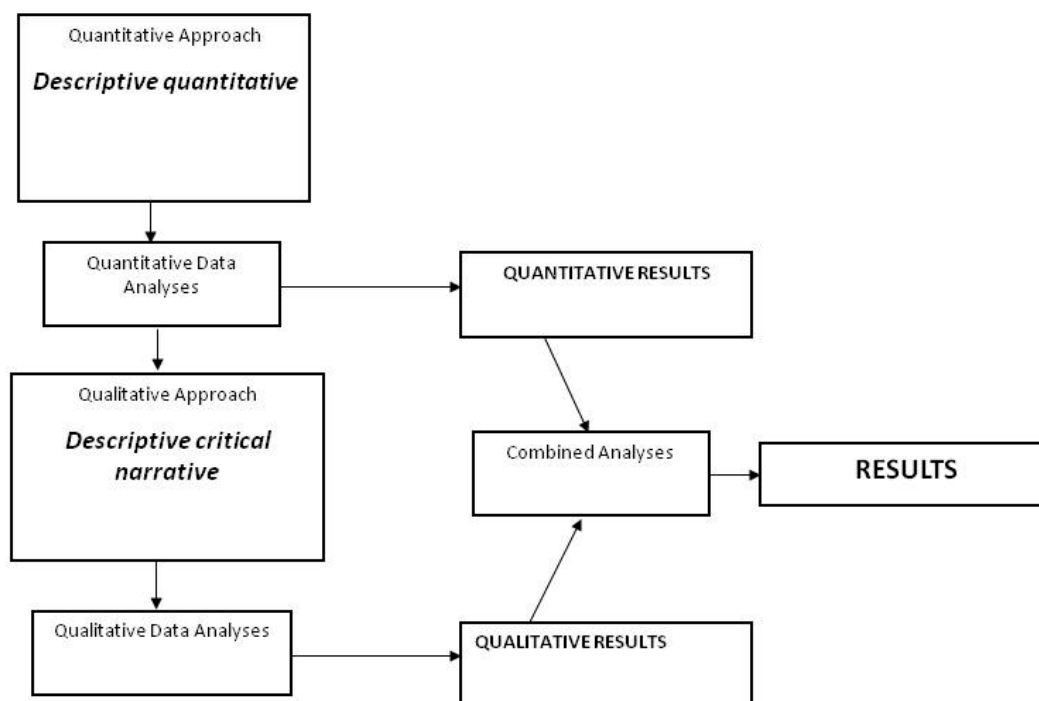 Quantitative Approach
Descriptive quantitative
Quantitative Data
Analyses
QUANTITATIVE RESULTS
Qualitative Approach
Descriptive critical
narrative
Combined Analyses
RESULTS
Qualitative Data Analyses
QUALITATIVE RESULTS